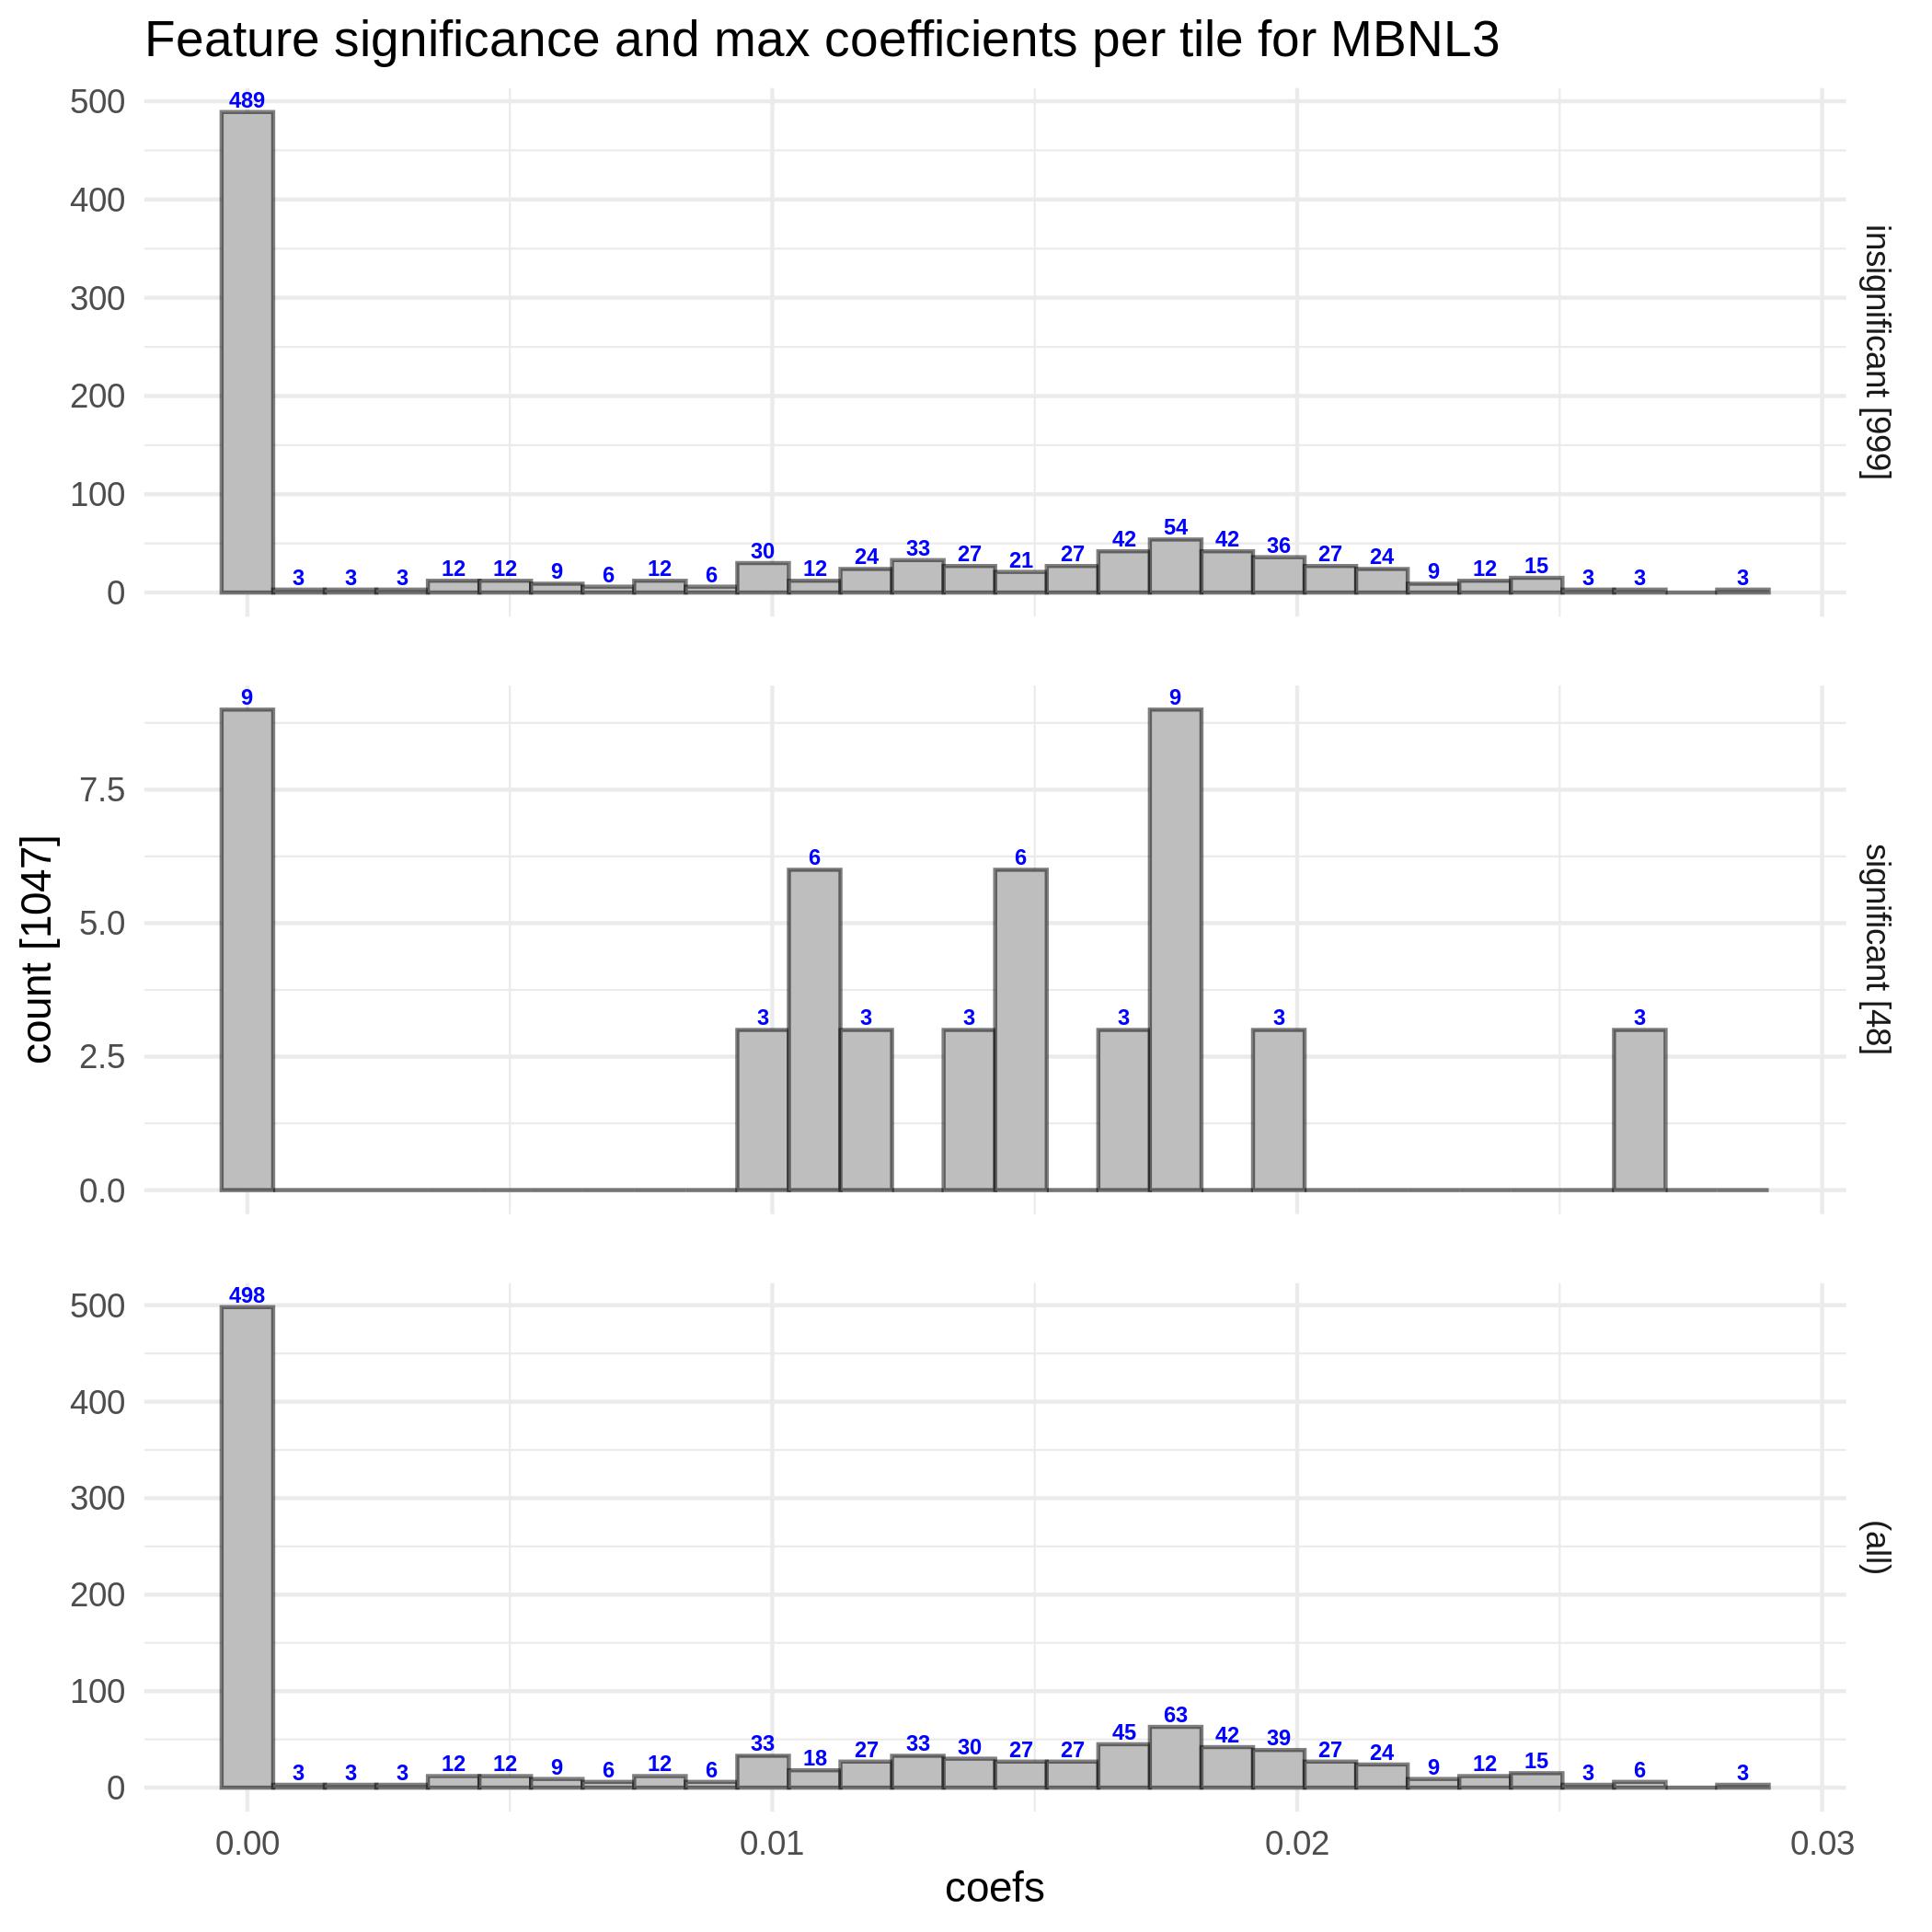 Feature significance and max coefficients per tile for MBNL3
500
400
300
200
100
0
489
3 3 3 12 12 9 6 12 6 30 12 24 33 27 21 27 42 54 42 36 27 24 9 12 15 3 3 3
insignificant [999]
count [1047]
7.5
5.0
2.5
0.0
9 3 6 3 3 6 3 9 3 3
significant [48]
500
400
300
200
100
0
498
3 3 3 12 12 9 6 12 6 33 18 27 33 30 27 27 45 63 42 39 27 24 9 12 15 3 6 3
(all)
0.00 0.01 0.02 0.03
coefs